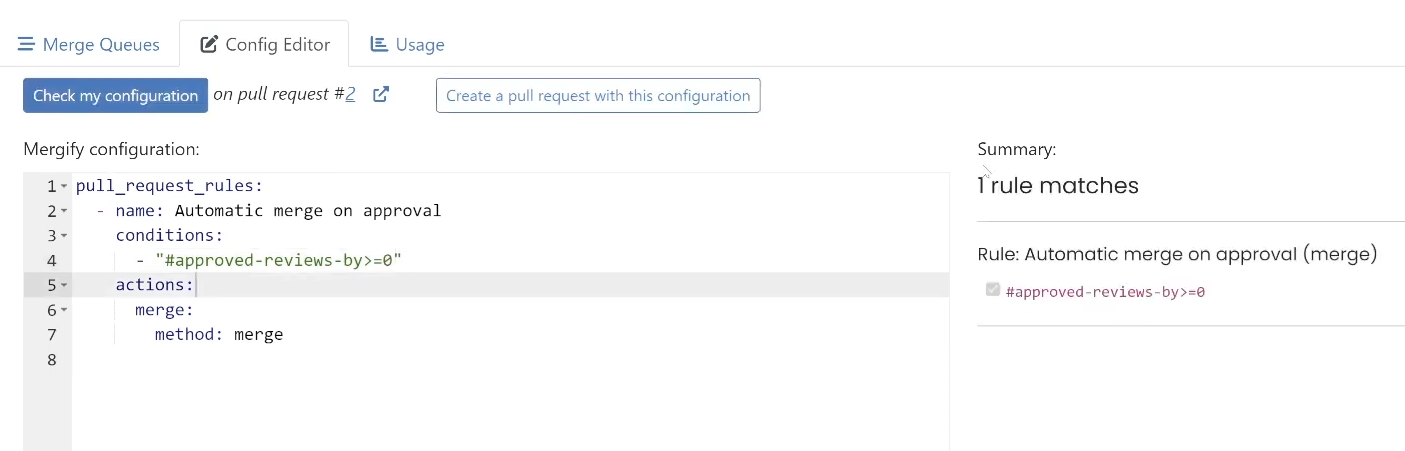 Merge Queues Config Editor Usage
Check my configuration on pull request #2 Create a pull request with this configuration
Mergify configuration:
1 pull_request_rules:
2 - name: Automatic merge on approval
3 conditions:
4 - "#approved-reviews-by>=0"
5 actions:
6 merge:
7 method: merge
8
Summary:
1 rule matches
Rule: Automatic merge on approval (merge)
#approved-reviews-by>=0